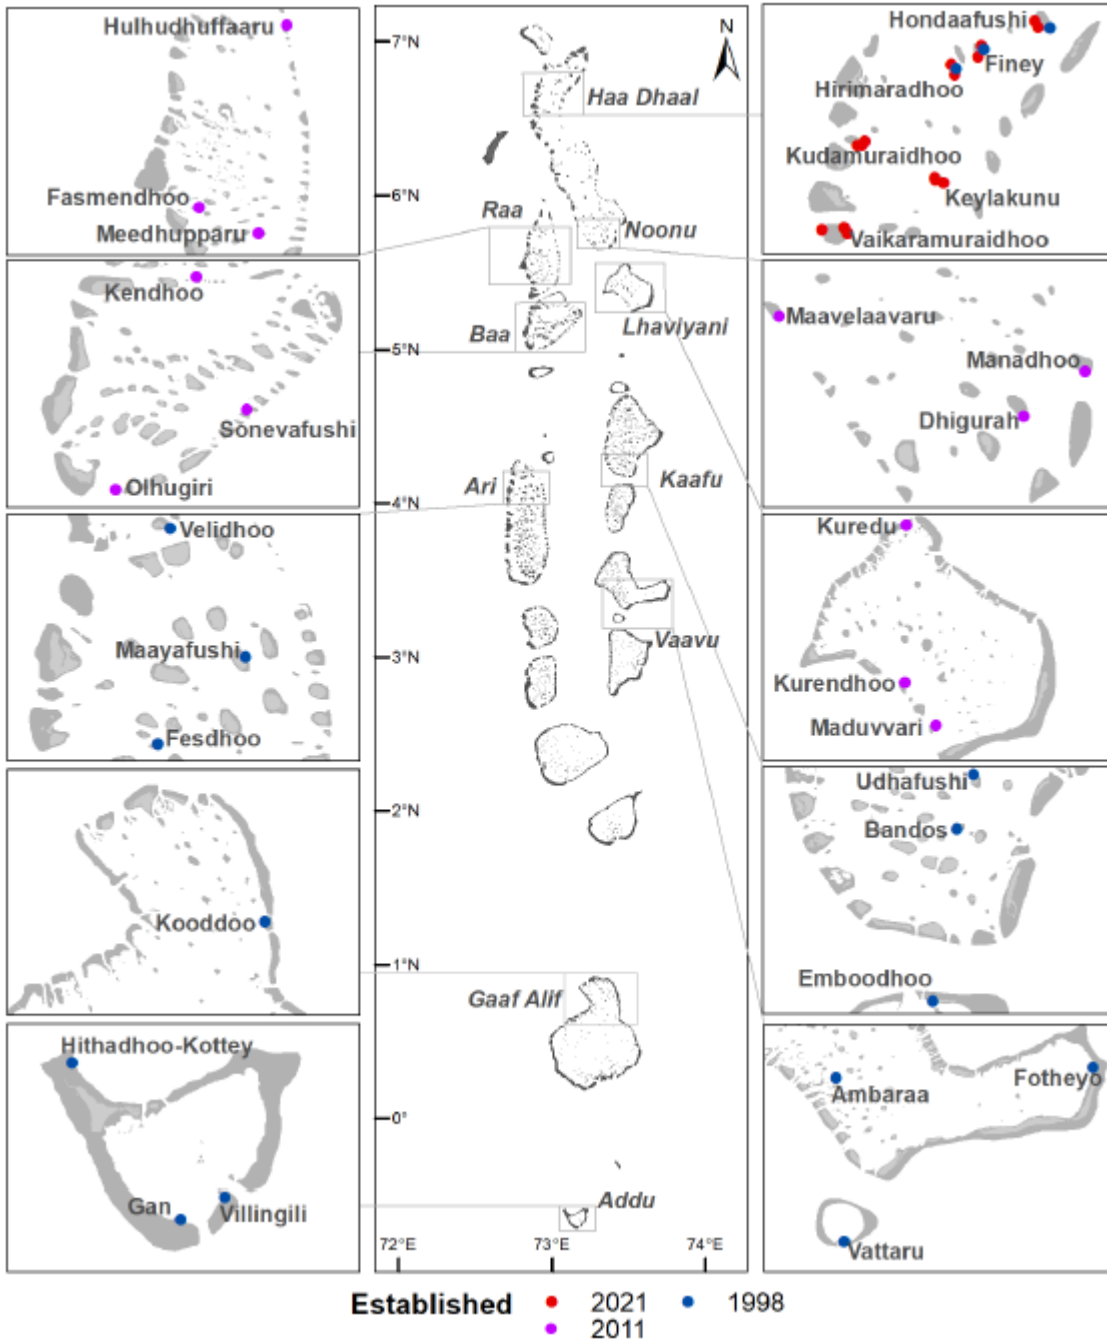 Hulhudhuffaaru
Fasmendhoo
Meedhupparu
Kendhoo
Sonevafushi
Olhugiri
Velidhoo
Maayafushi
Fesdhoo
Kooddoo
Hithadhoo-Kottey
Gan
Villingili
7°N
6°N
5°N
4°N
3°N
2°N
1°N
0°
72°E
73°E
74°E
N
Haa Dhaal
Raa
Noonu
Baa
Lhaviyani
Ari
Kaafu
Vaavu
Gaaf Alif
Addu
Hondaafushi
Finey
Hirimaradhoo
Kudamuraidhoo
Keylakunu
Vaikaramuraidhoo
Maavelaavaru
Manadhoo
Dhigurah
Kuredu
Kurendhoo
Maduvvari
Udhafushi
Bandos
Emboodhoo
Fotheyo
Ambaraa
Vattaru
Established 2021 1998
2011